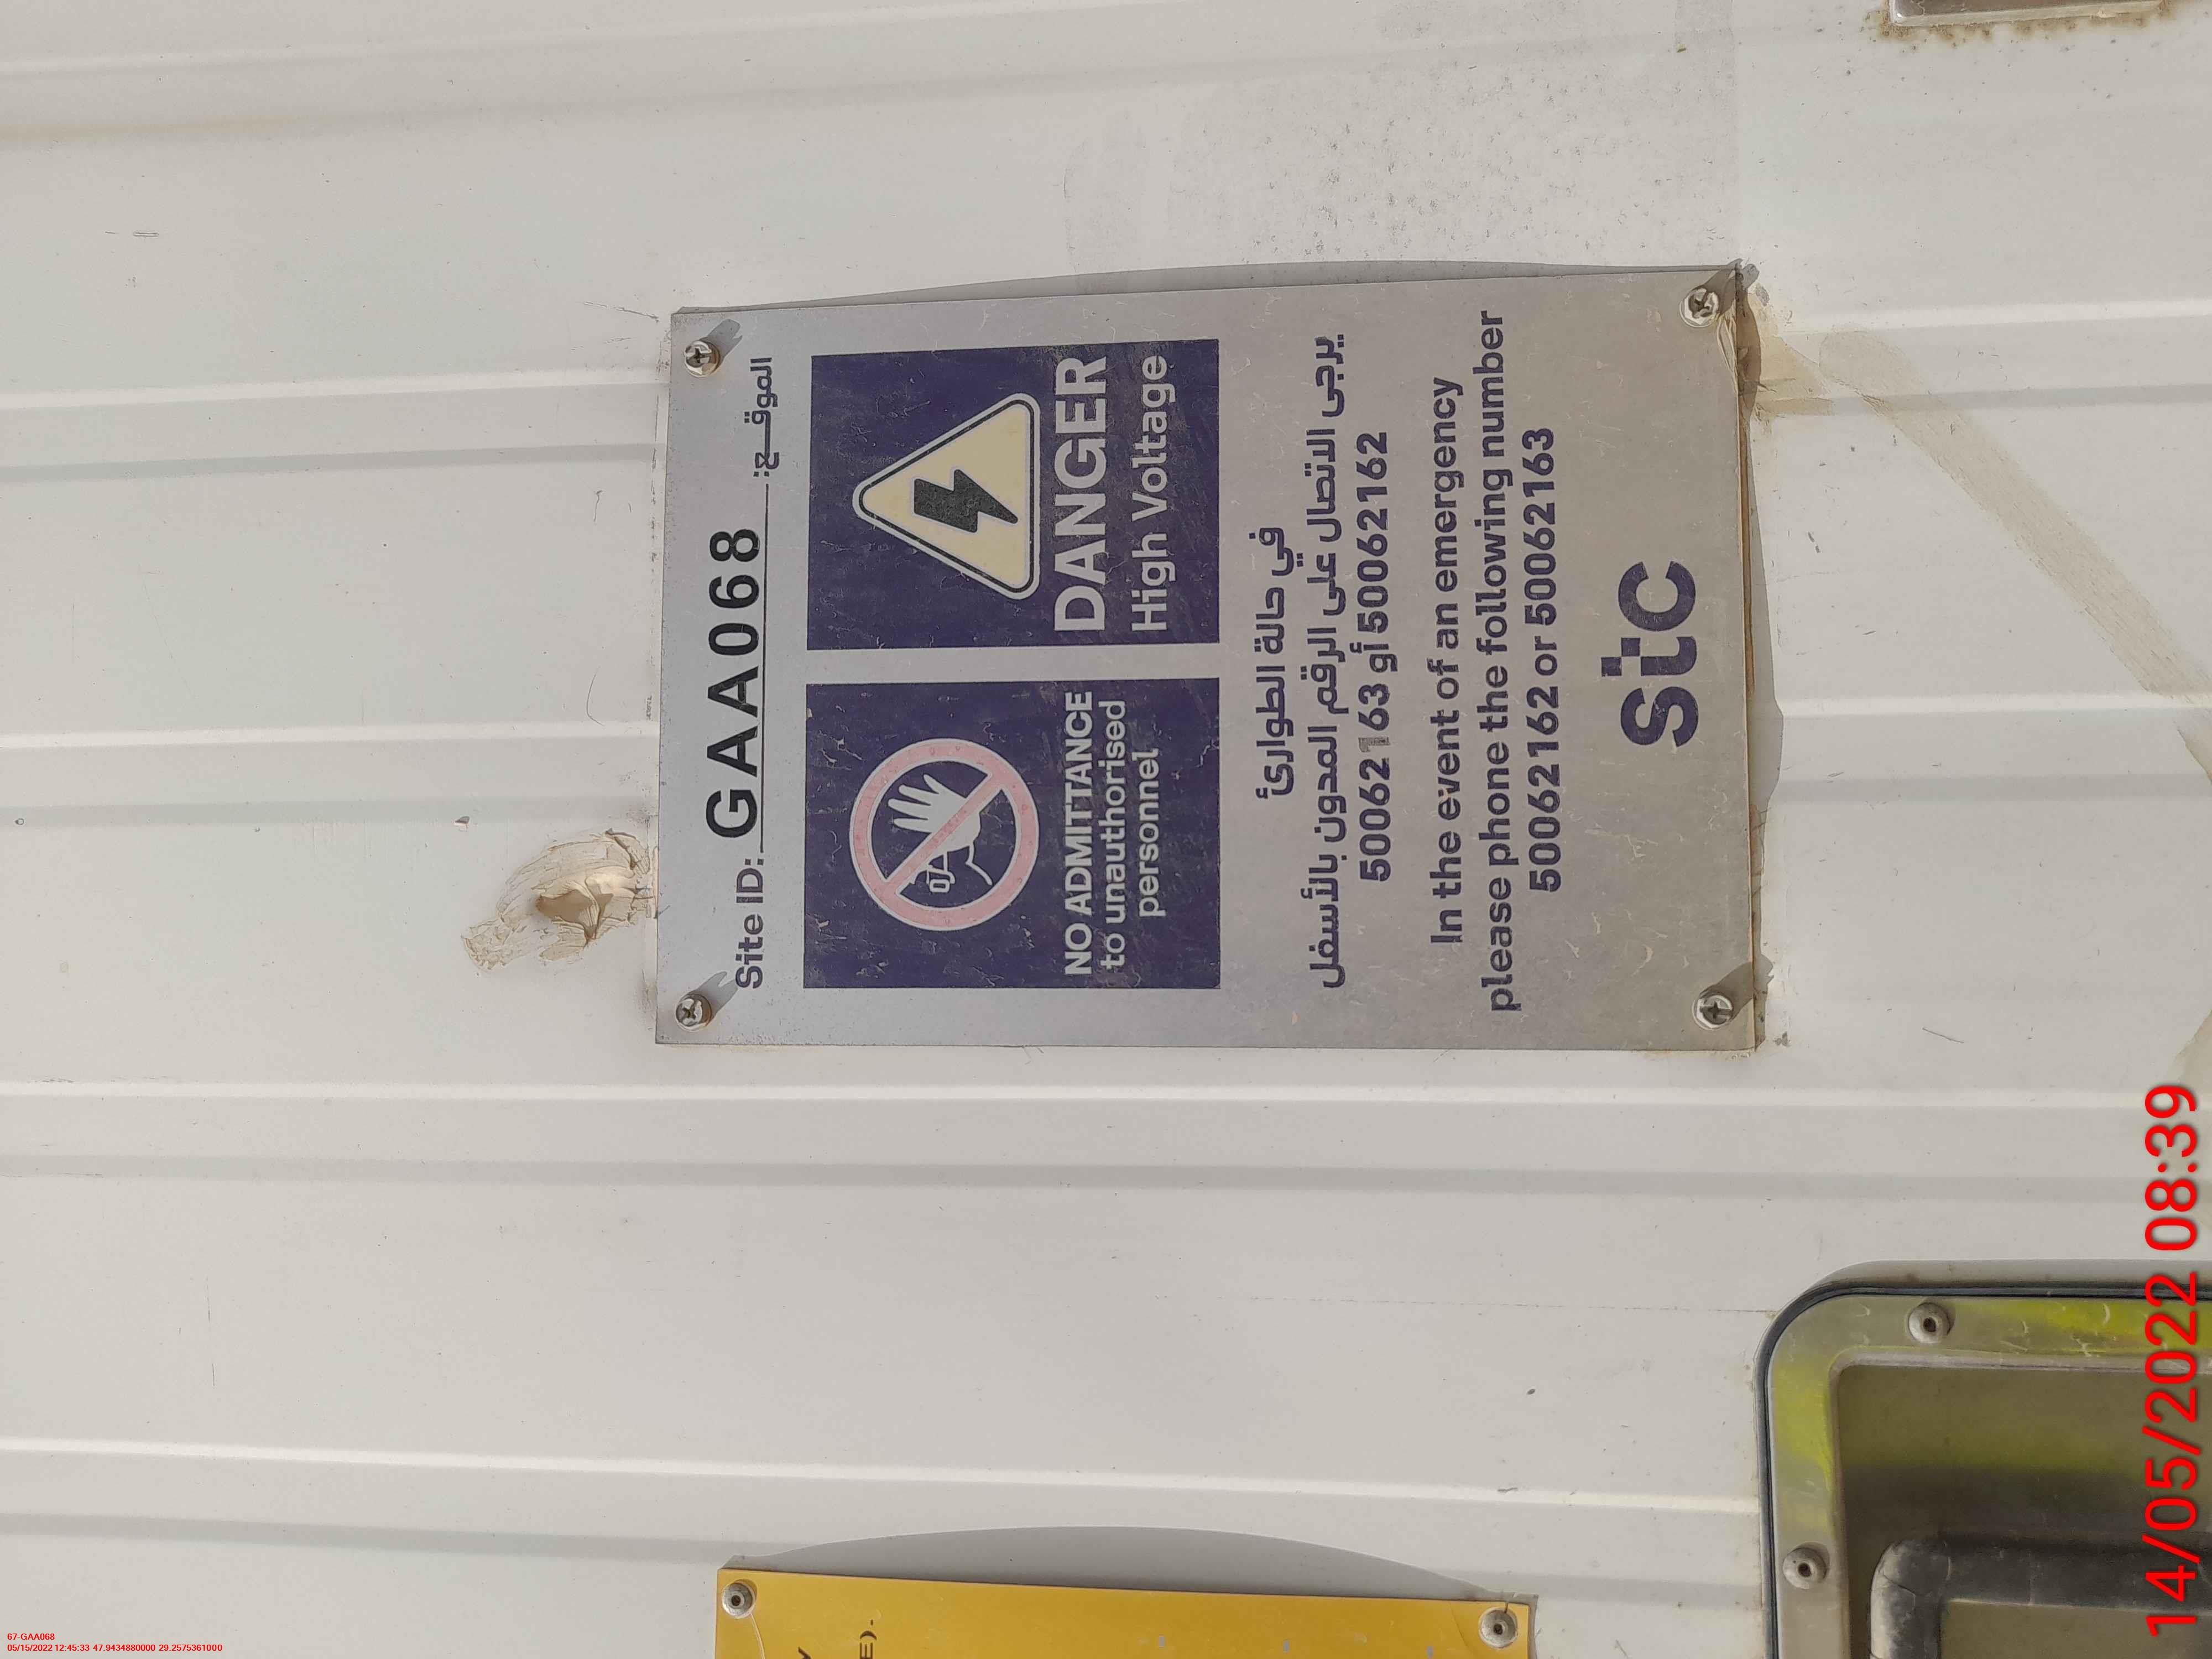 Site ID: GAA068 الموقـــع:
NO ADMITTANCE
to unauthorised
personnel
DANGER
High Voltage
في حالة الطوارئ
يرجى الاتصال على الرقم المدون بالأسفل
50062163 أو 50062162
In the event of an emergency
please phone the following number
50062162 or 50062163
stc
E).
14/05/2022 08:39
67-GAA068
05/15/2022 12:45:33 47.9434880000 29.2575361000